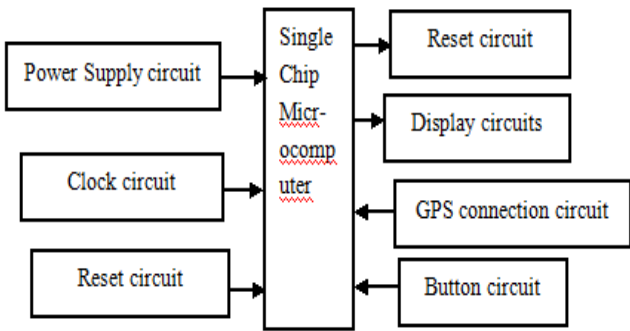 Power Supply circuit
Clock circuit
Reset circuit
Single
Chip
Micr-
ocomp
uter
Reset circuit
Display circuits
GPS connection circuit
Button circuit